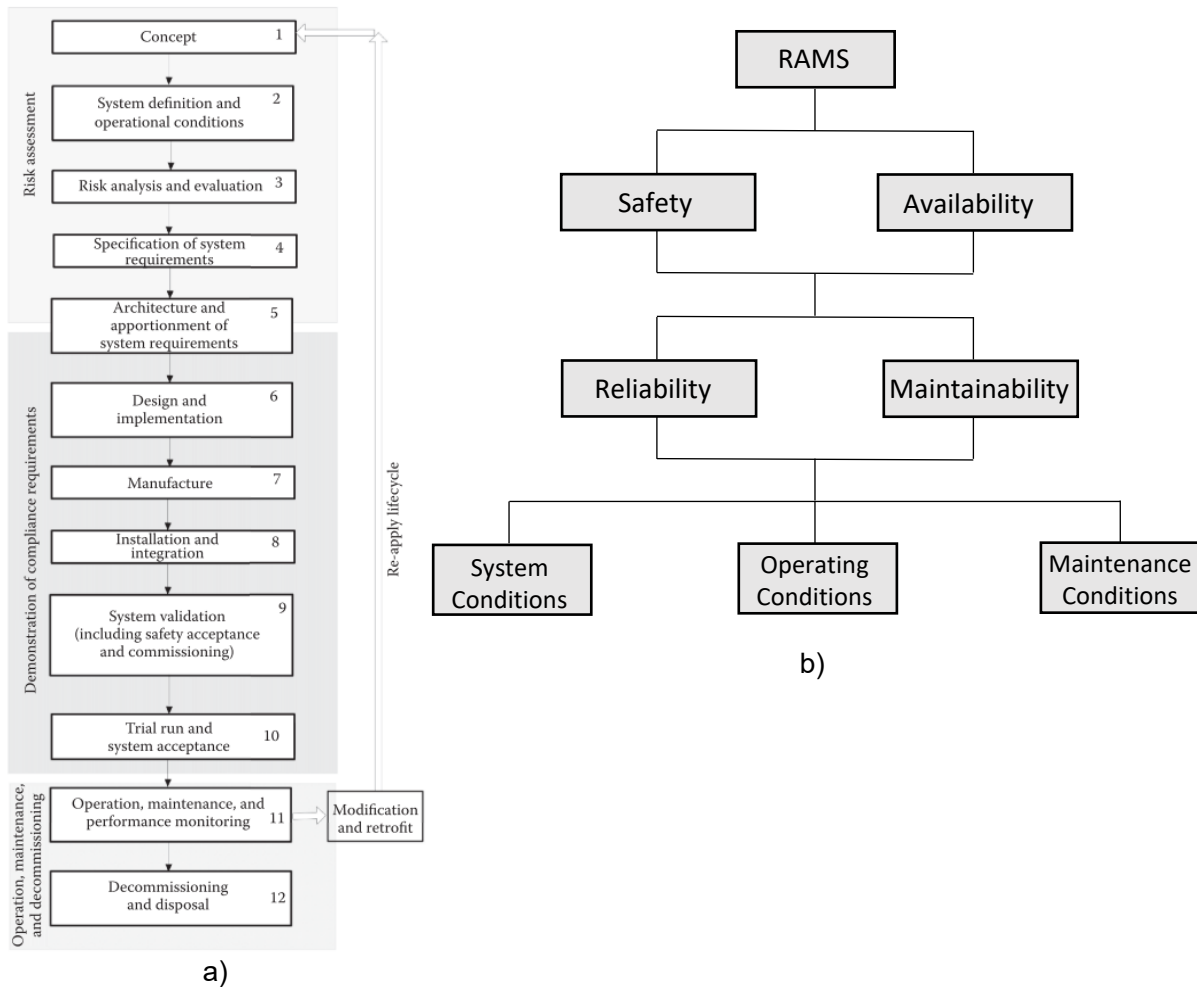 Risk assessment
Concept
1
System definition and
operational conditions
2
Risk analysis and evaluation
3
Specification of system
requirements
4
Architecture and
apportionment of
system requirements
5
Demonstration of compliance requirements
Design and
implementation
6
Manufacture
7
Installation and
integration
8
System validation
(including safety acceptance
and commissioning)
9
Trial run and
system acceptance
10
Operation, maintenance,
and decommissioning
Operation, maintenance, and
performance monitoring
11
Modification
and retrofit
Re-apply lifecycle
Decommissioning
and disposal
12
a)
RAMS
Safety
Availability
Reliability
Maintainability
System
Conditions
Operating
Conditions
Maintenance
Conditions
b)